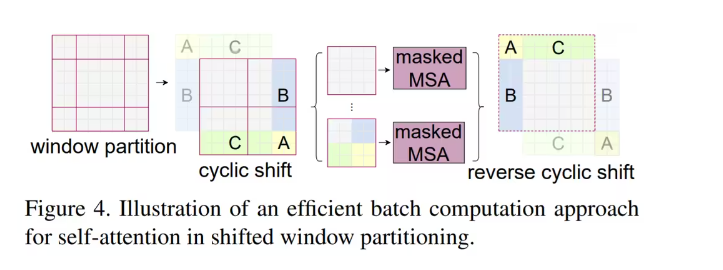 A C
A C
masked
MSA
B B
B B
⋮
masked
MSA
C A
C A
window partition
cyclic shift
reverse cyclic shift
Figure 4. Illustration of an efficient batch computation approach
for self-attention in shifted window partitioning.